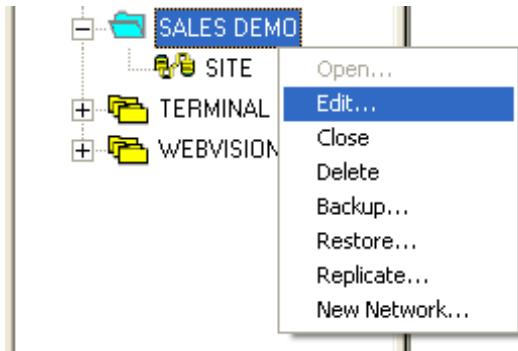 SALES DEMO
SITE
TERMINAL
WEBVISION
Open...
Edit...
Close
Delete
Backup...
Restore...
Replicate...
New Network...